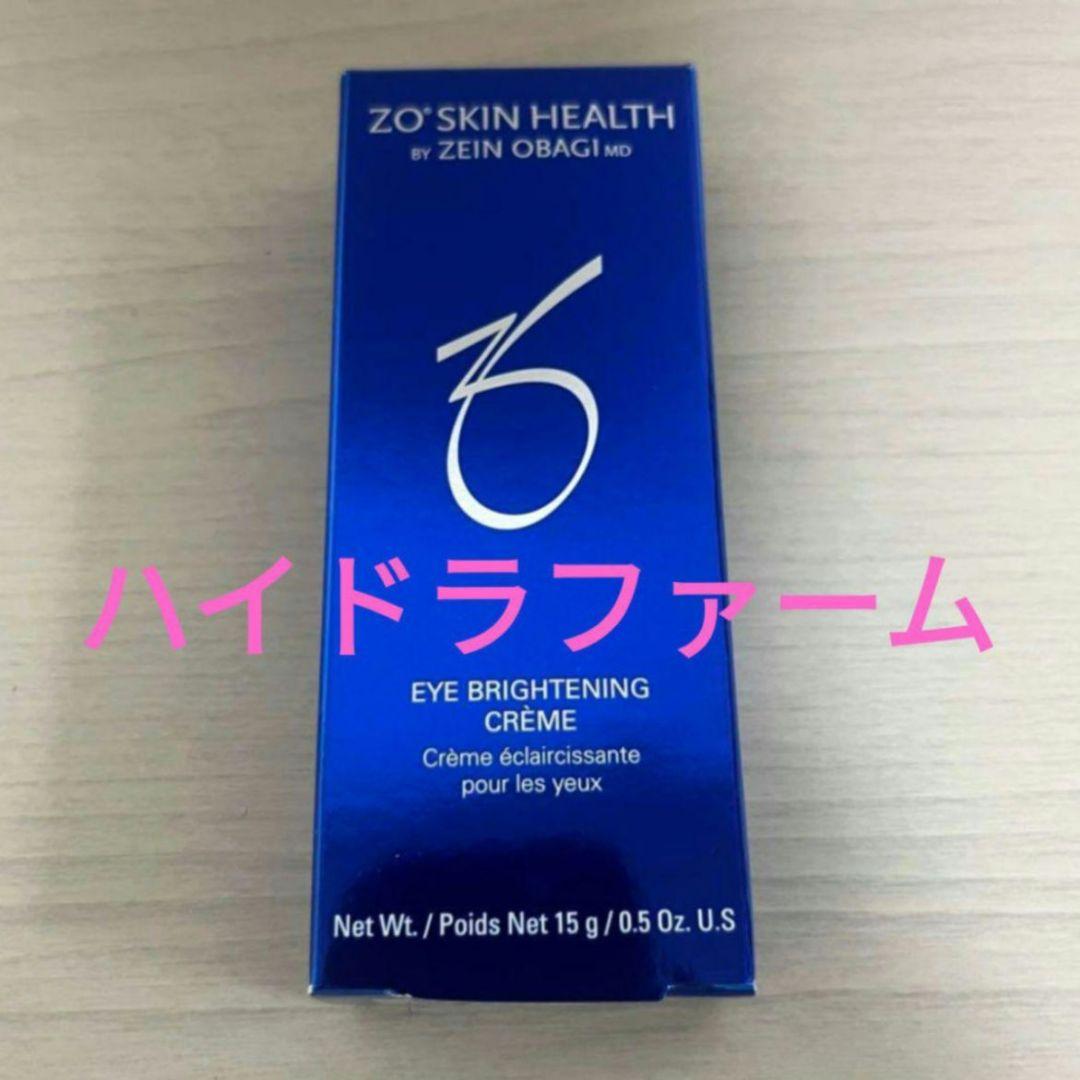 ZO® SKIN HEALTH
BY ZEIN OBAGI MD
ハイドラファーム
EYE BRIGHTENING
CRÈME
Crème éclaircissante
pour les yeux
Net Wt. / Poids Net 15 g / 0.5 Oz. U.S